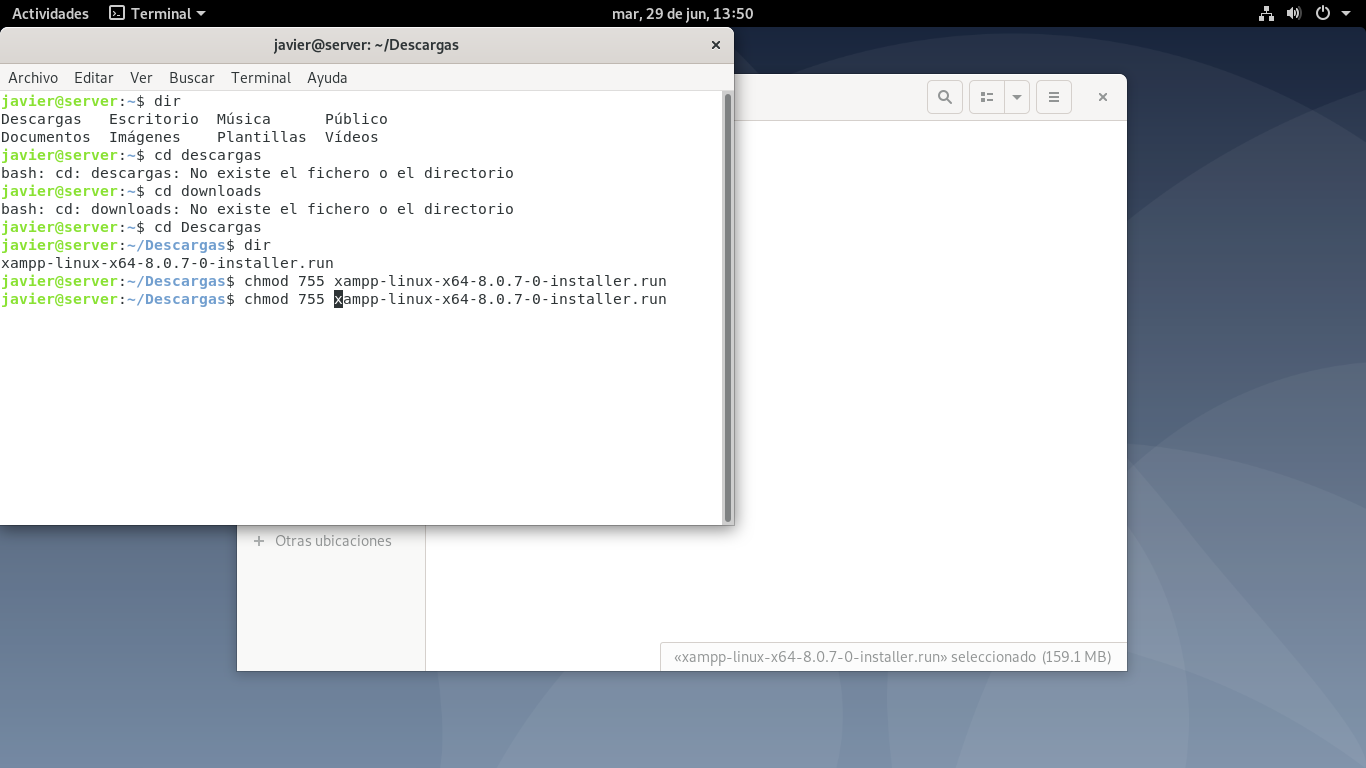 Actividades Terminal mar, 29 de jun, 13:50
javier@server: ~/Descargas
Archivo Editar Ver Buscar Terminal Ayuda
javier@server:~$ dir
Descargas   Escritorio  Música      Público
Documentos  Imágenes    Plantillas  Vídeos
javier@server:~$ cd descargas
bash: cd: descargas: No existe el fichero o el directorio
javier@server:~$ cd downloads
bash: cd: downloads: No existe el fichero o el directorio
javier@server:~$ cd Descargas
javier@server:~/Descargas$ dir
xampp-linux-x64-8.0.7-0-installer.run
javier@server:~/Descargas$ chmod 755 xampp-linux-x64-8.0.7-0-installer.run
javier@server:~/Descargas$ chmod 755 xampp-linux-x64-8.0.7-0-installer.run
+ Otras ubicaciones
«xampp-linux-x64-8.0.7-0-installer.run» seleccionado (159.1 MB)